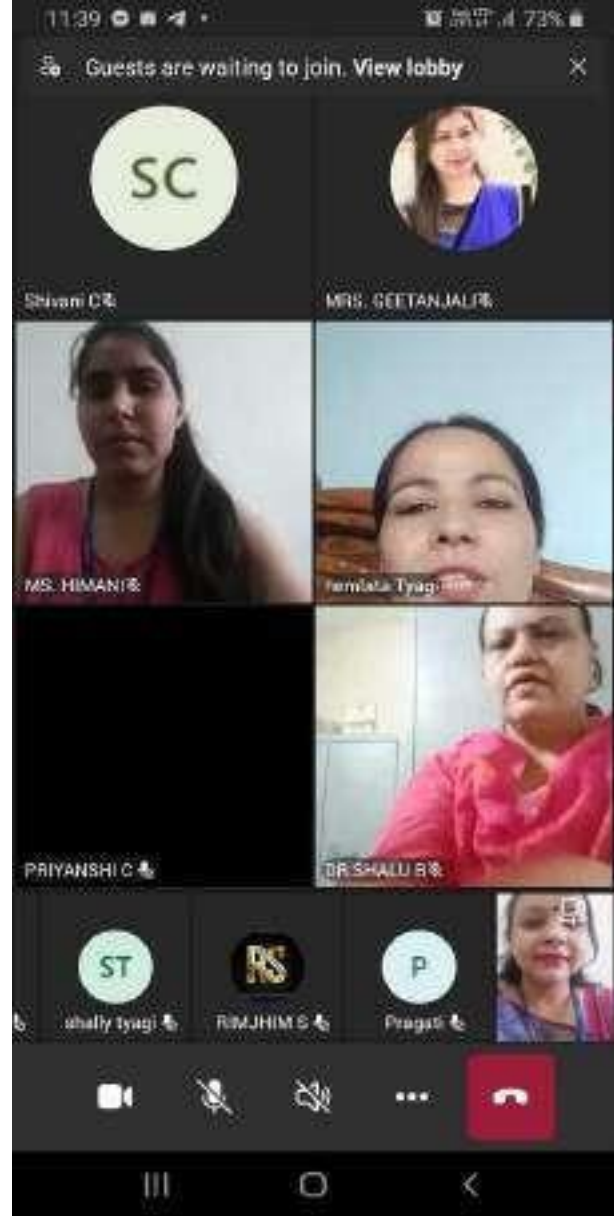 11:39 73%
Guests are waiting to join. View lobby
SC
Shivani C
MRS. GEETANJALI
MS. HIMANI
hemlata Tyagi
PRIYANSHI C
DR SHALU R
ST
RS
P
shally tyagi
RIMJHIM S
Pragati